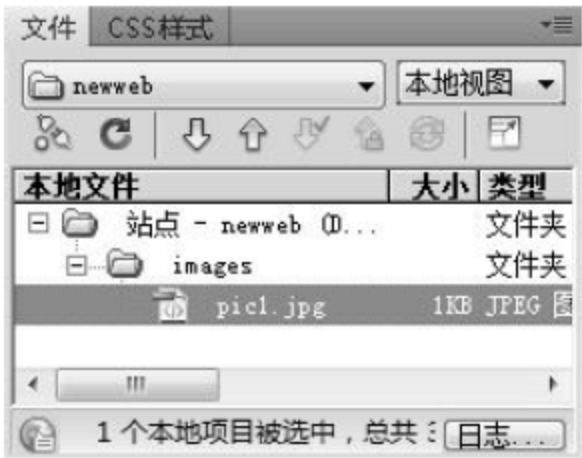 文件 CSS样式
newweb 本地视图
本地文件 大小 类型
站点 - newweb (D... 文件夹
images 文件夹
pic1.jpg 1KB JPEG 图
1 个本地项目被选中，总共 日志...